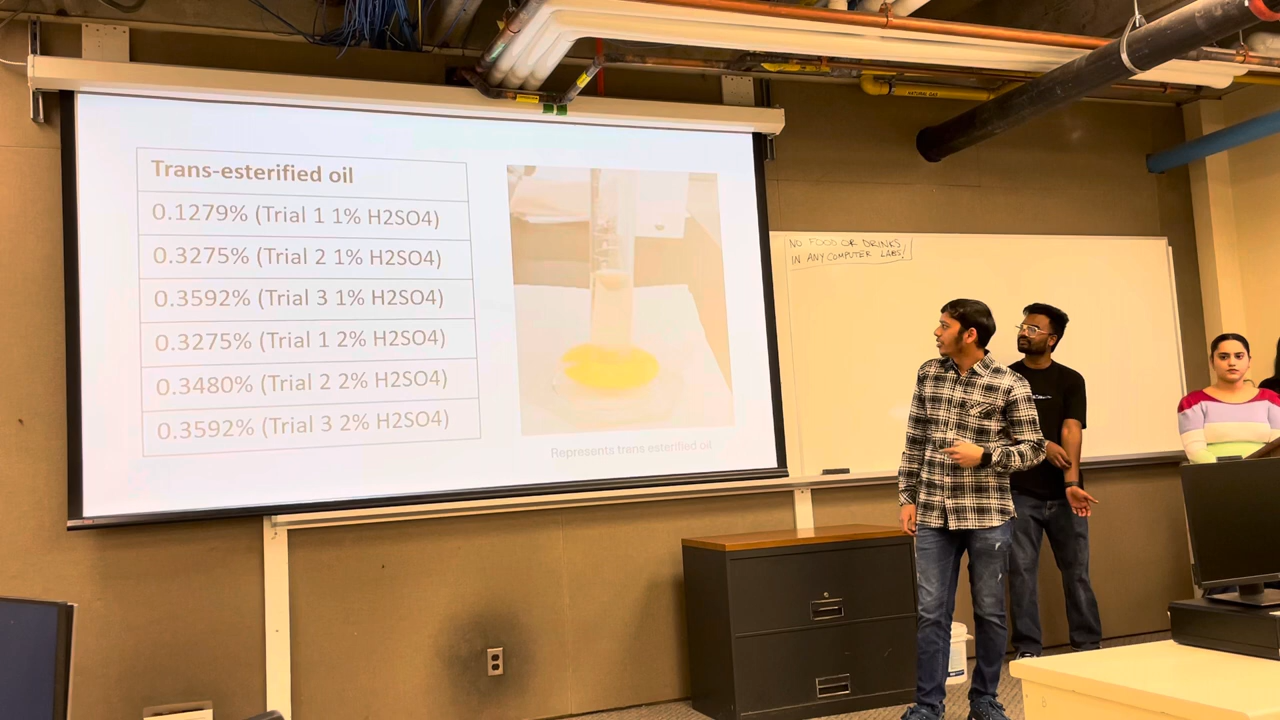 Trans-esterified oil
0.1279% (Trial 1 1% H2SO4)
0.3275% (Trial 2 1% H2SO4)
0.3592% (Trial 3 1% H2SO4)
0.3275% (Trial 1 2% H2SO4)
0.3480% (Trial 2 2% H2SO4)
0.3592% (Trial 3 2% H2SO4)
Represents trans esterified oil
NO FOOD OR DRINKS
IN ANY COMPUTER LABS!
NATURAL GAS